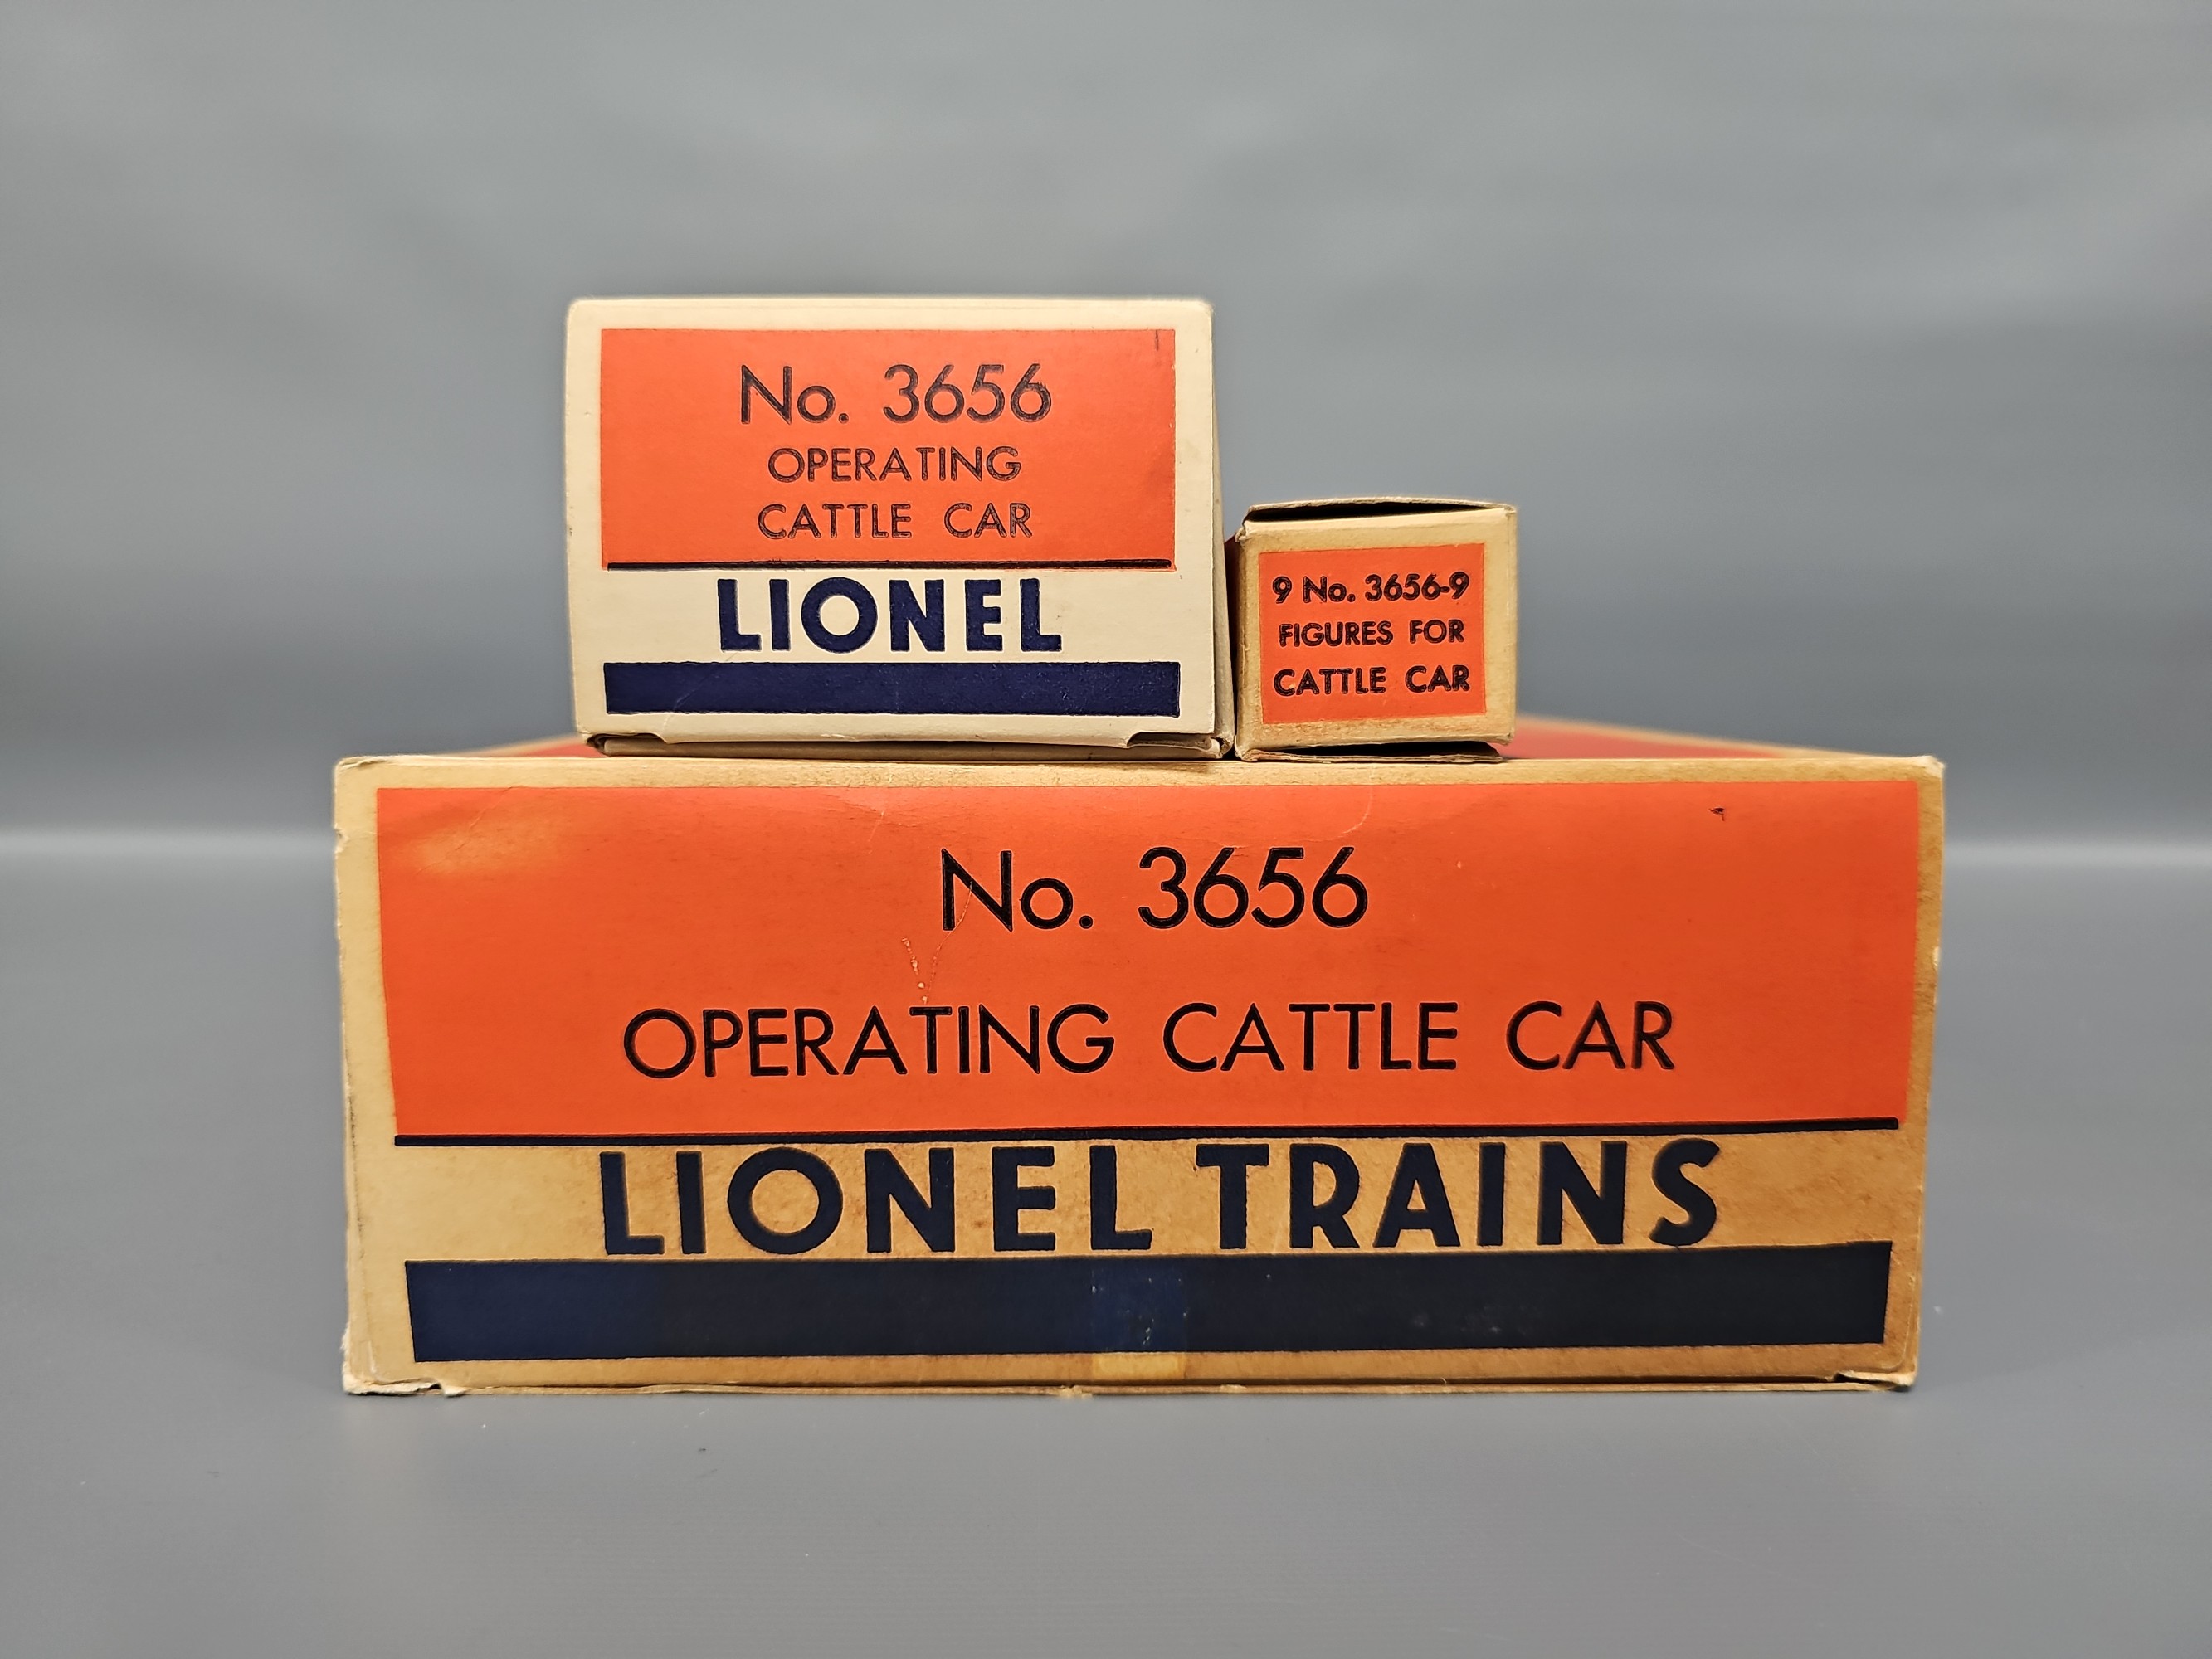 No. 3656
OPERATING
CATTLE CAR
LIONEL
9 No. 3656-9
FIGURES FOR
CATTLE CAR
No. 3656
OPERATING CATTLE CAR
LIONEL TRAINS